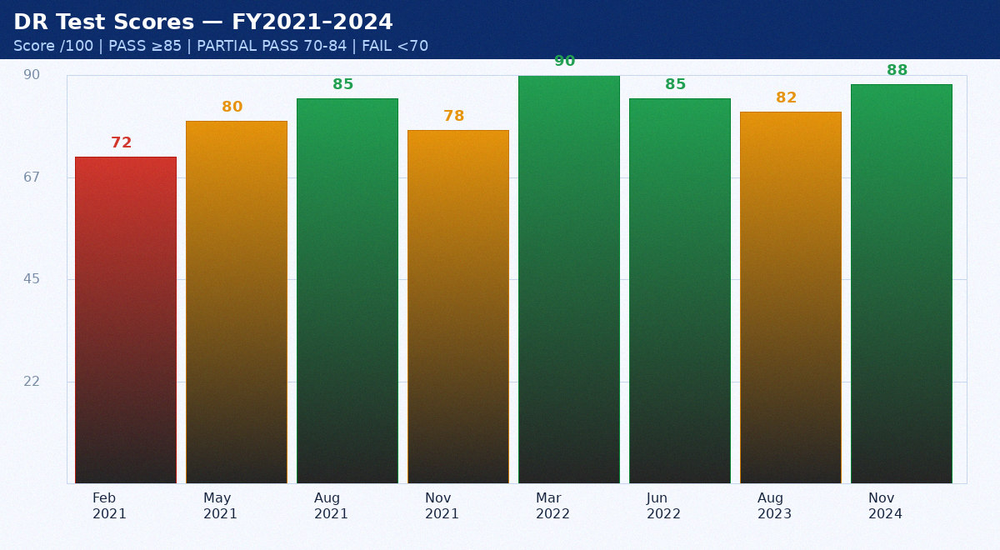 DR Test Scores — FY2021–2024
Score /100 | PASS ≥85 | PARTIAL PASS 70-84 | FAIL <70
90
67
45
22
72
80
85
78
90
85
82
88
Feb
2021
May
2021
Aug
2021
Nov
2021
Mar
2022
Jun
2022
Aug
2023
Nov
2024